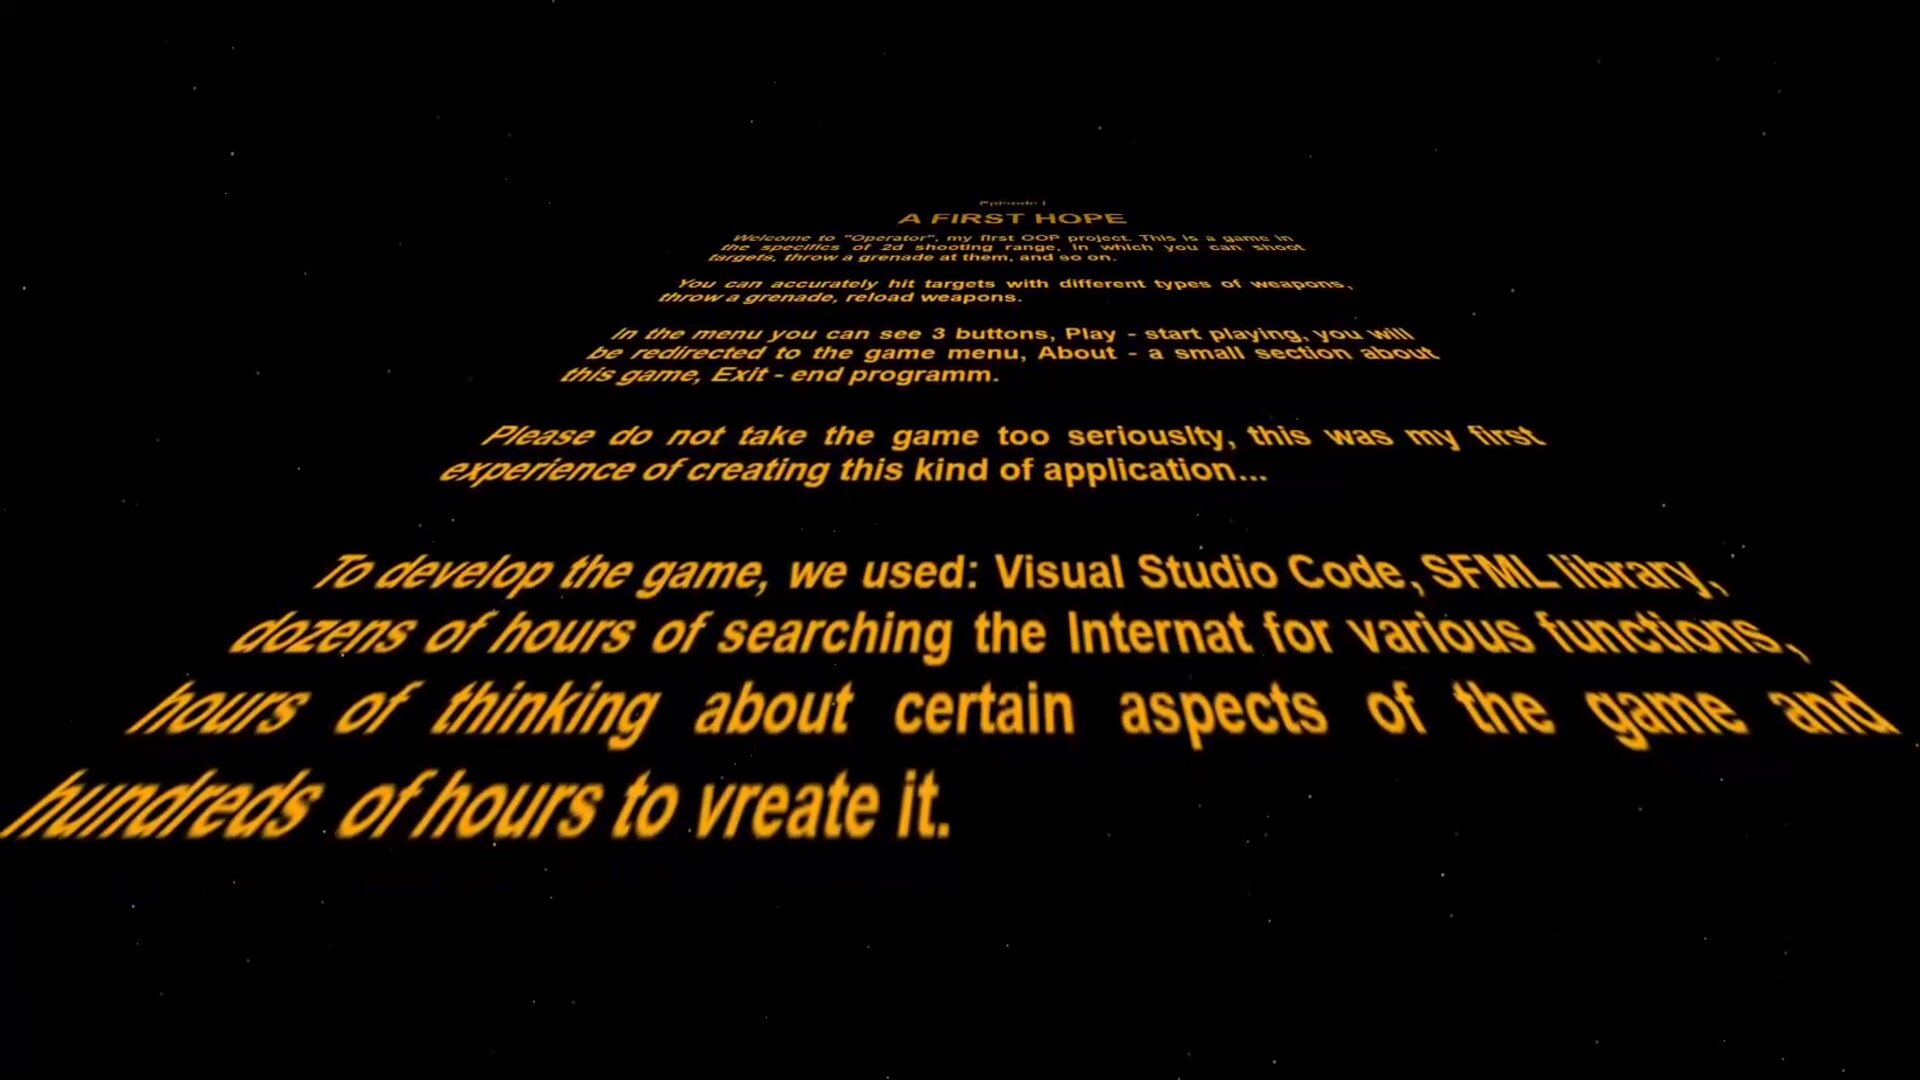 Episode I
A FIRST HOPE
Welcome to "Operator", my first OOP project. This is a game in
the specifics of 2d shooting range, in which you can shoot
targets, throw a grenade at them, and so on.
You can accurately hit targets with different types of weapons,
throw a grenade, reload weapons.
In the menu you can see 3 buttons, Play - start playing, you will
be redirected to the game menu, About - a small section about
this game, Exit - end programm.
Please do not take the game too seriouslty, this was my first
experience of creating this kind of application...
To develop the game, we used: Visual Studio Code, SFML library,
dozens of hours of searching the Internat for various functions,
hours of thinking about certain aspects of the game and
hundreds of hours to vreate it.